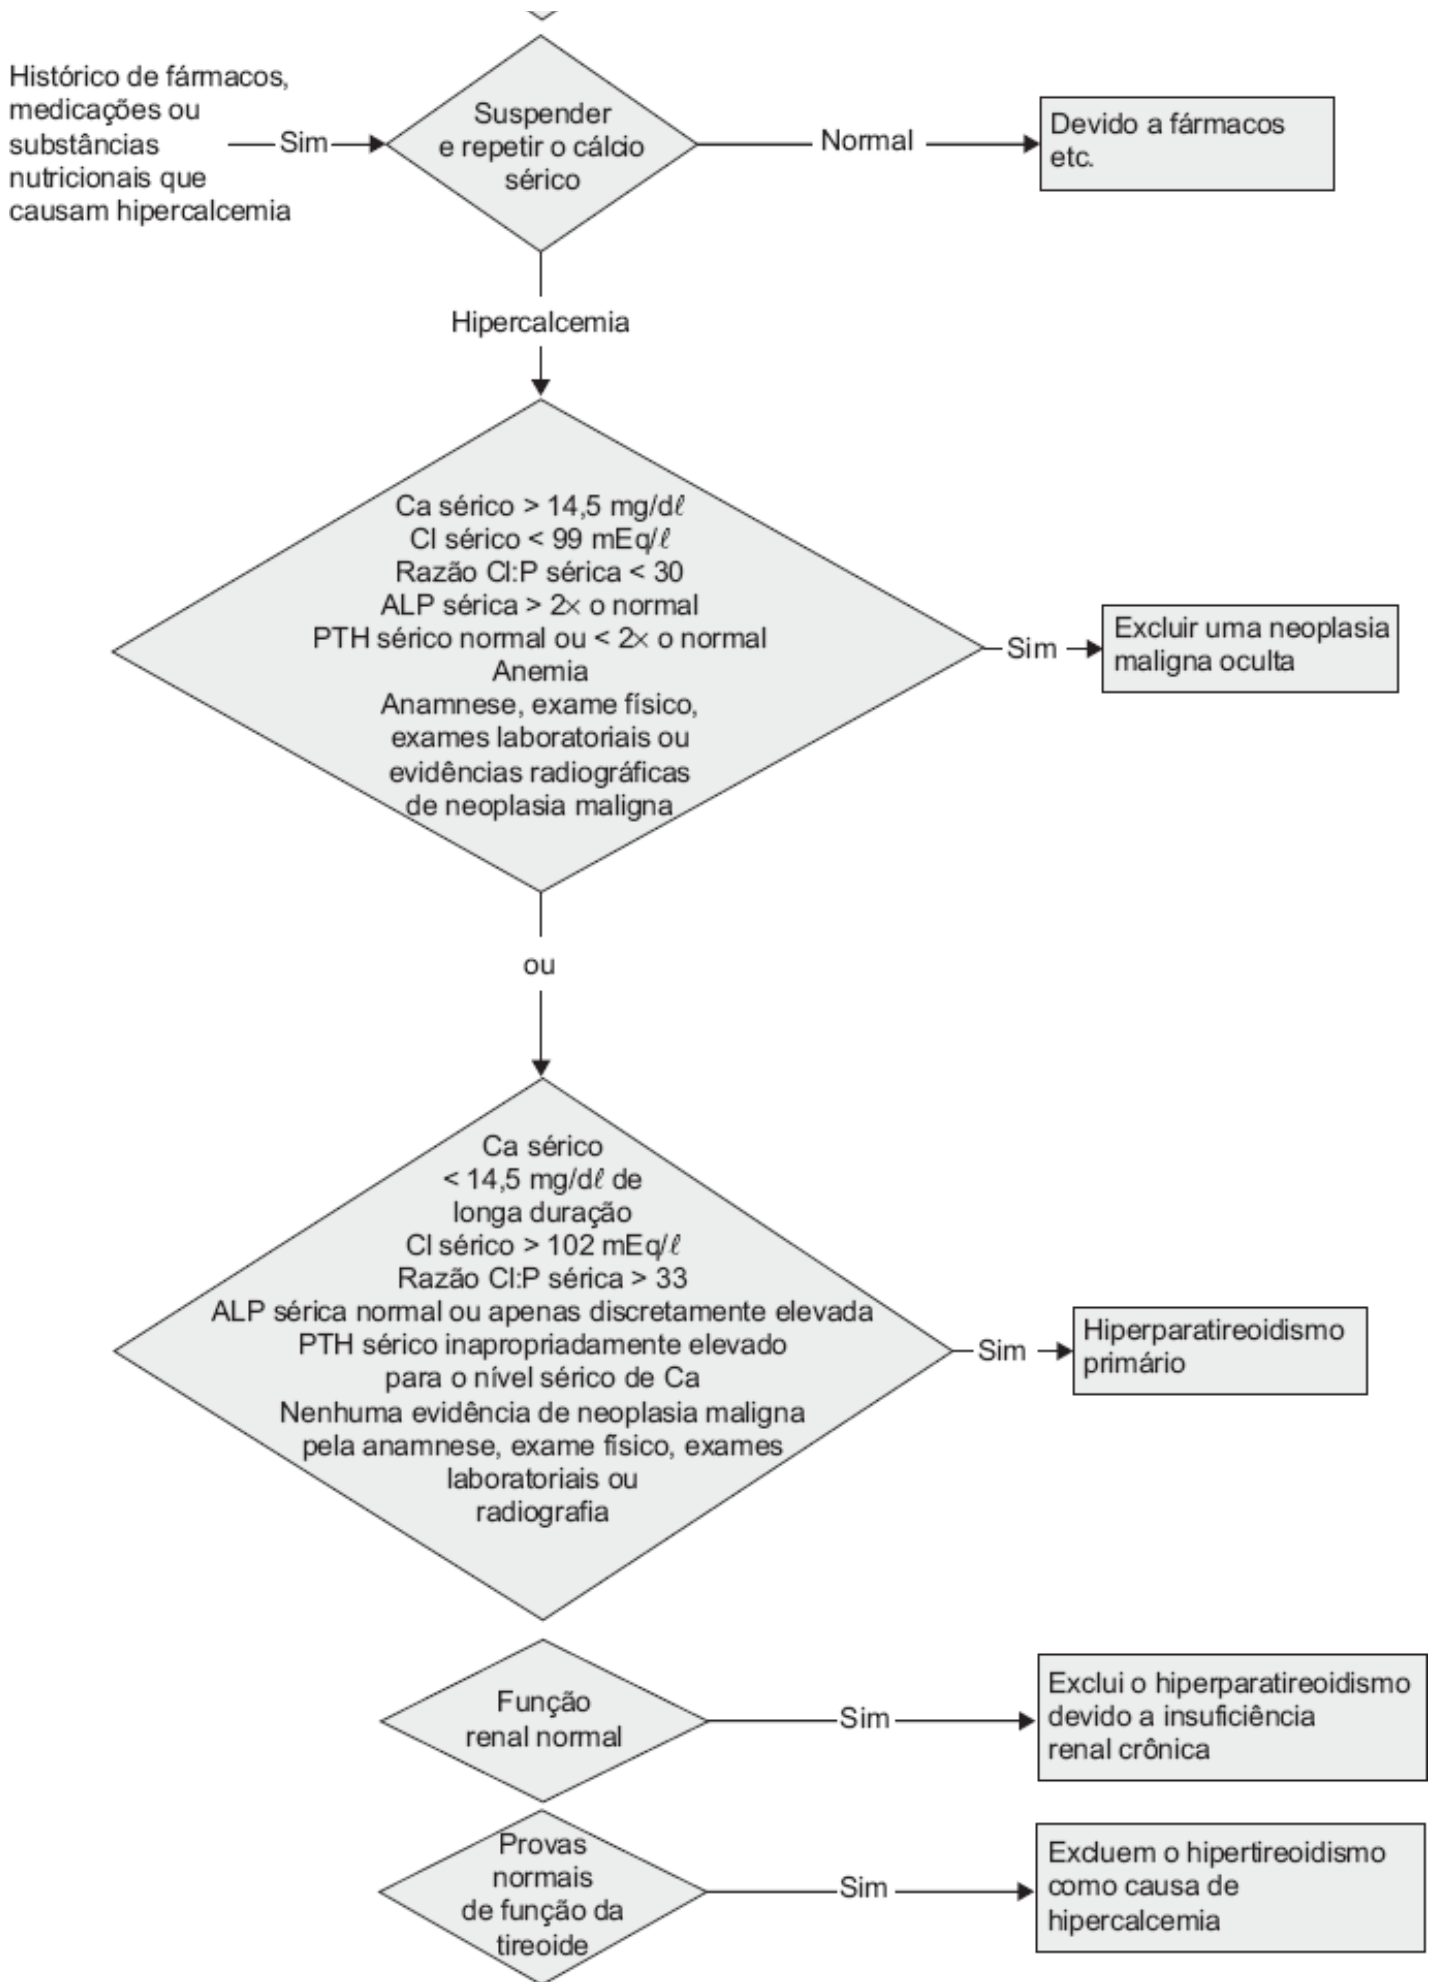 Histórico de fármacos,
medicações ou
substâncias
nutricionais que
causam hipercalcemia
Sim
Suspender
e repetir o cálcio
sérico
Normal
Devido a fármacos
etc.
Hipercalcemia
Ca sérico > 14,5 mg/dℓ
Cl sérico < 99 mEq/ℓ
Razão Cl:P sérica < 30
ALP sérica > 2× o normal
PTH sérico normal ou < 2× o normal
Anemia
Anamnese, exame físico,
exames laboratoriais ou
evidências radiográficas
de neoplasia maligna
Sim
Excluir uma neoplasia
maligna oculta
ou
Ca sérico
< 14,5 mg/dℓ de
longa duração
Cl sérico > 102 mEq/ℓ
Razão Cl:P sérica > 33
ALP sérica normal ou apenas discretamente elevada
PTH sérico inapropriadamente elevado
para o nível sérico de Ca
Nenhuma evidência de neoplasia maligna
pela anamnese, exame físico, exames
laboratoriais ou
radiografia
Sim
Hiperparatireoidismo
primário
Função
renal normal
Sim
Exclui o hiperparatireoidismo
devido a insuficiência
renal crônica
Provas
normais
de função da
tireoide
Sim
Excluem o hipertireoidismo
como causa de
hipercalcemia